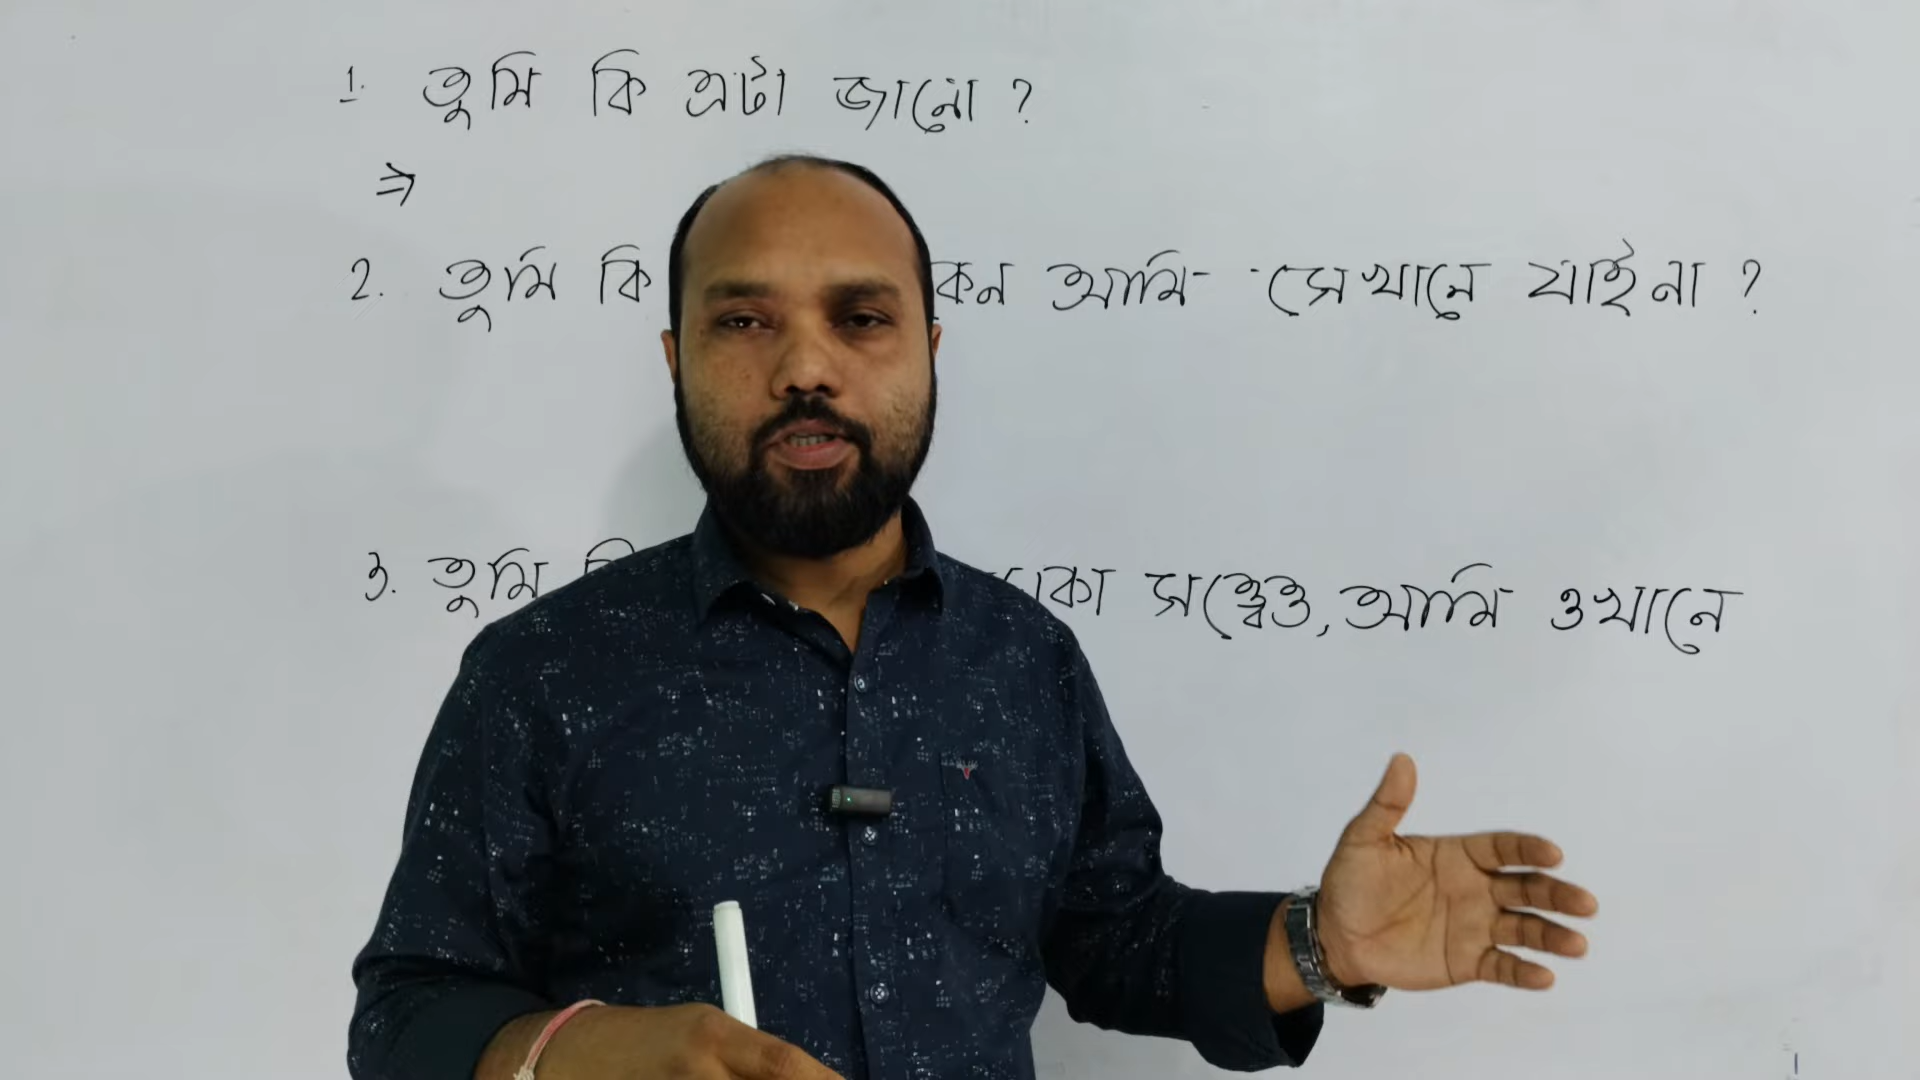 1. তুমি কি এটা জানো ?
⇒
2. তুমি কি কেন আমি সেখানে যাই না ?
3. তুমি সত্ত্বেও, আমি ওখানে